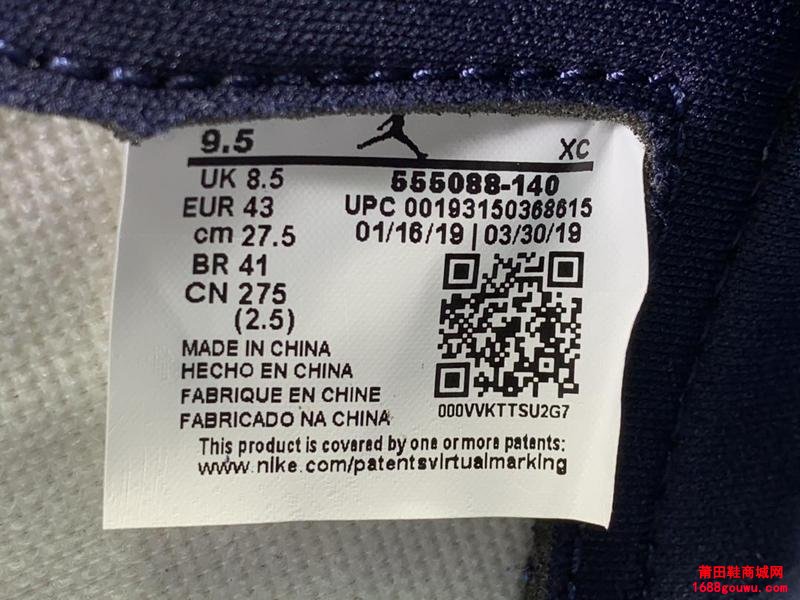 9.5
XC
UK 8.5
555088-140
EUR 43
UPC 00193150368615
cm 27.5
01/16/19 | 03/30/19
BR 41
CN 275
(2.5)
MADE IN CHINA
HECHO EN CHINA
FABRIQUE EN CHINE
FABRICADO NA CHINA
000VVKTTSU2G7
This product is covered by one or more patents:
www.nike.com/patentsvirtualmarking
莆田鞋商城网
1688gouwu.com